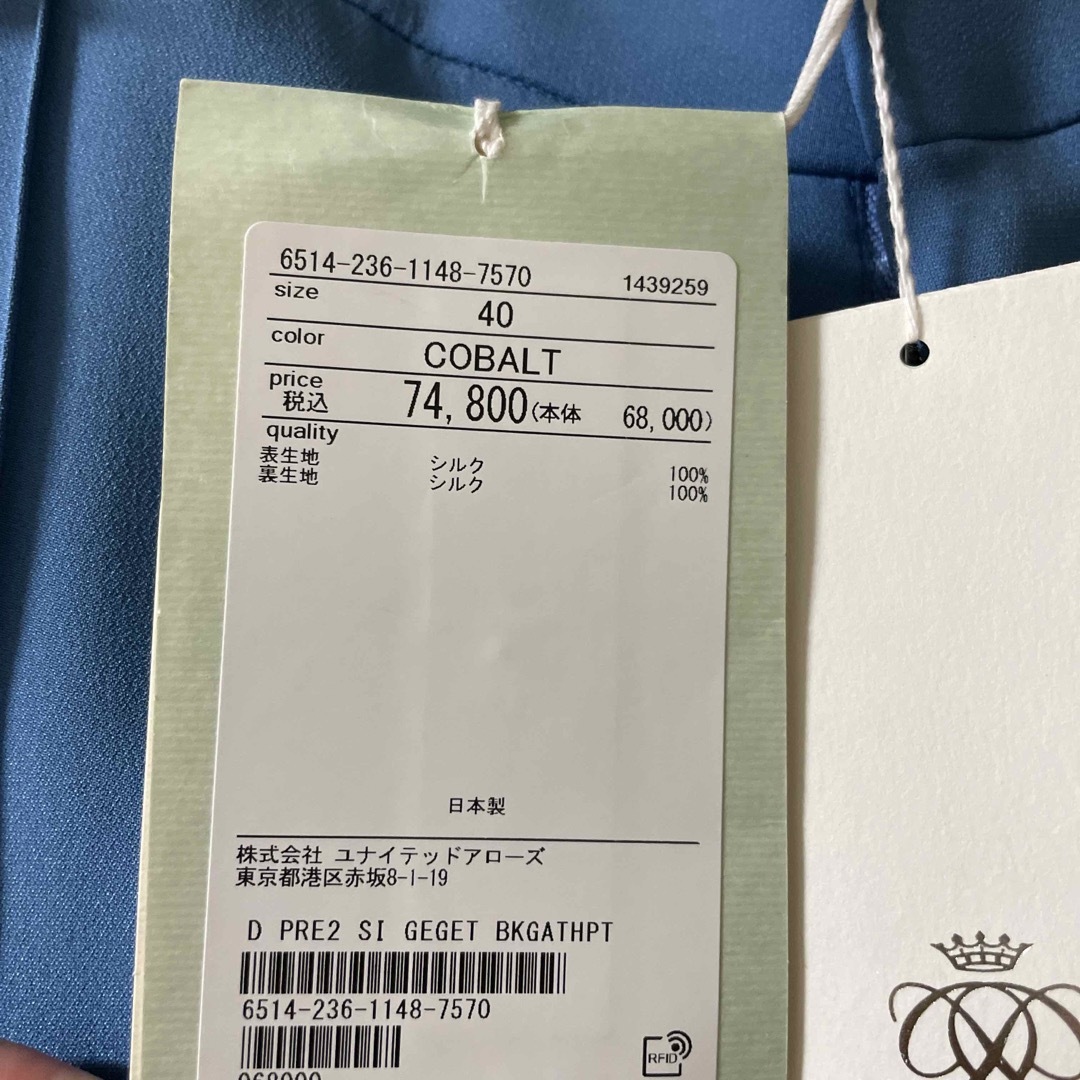 6514-236-1148-7570 1439259
size
40
color
COBALT
price
税込 74,800(本体 68,000)
quality
表生地 シルク 100%
裏生地 シルク 100%
日本製
株式会社 ユナイテッドアローズ
東京都港区赤坂8-1-19
D PRE2 SI GEGET BKGATHPT
6514-236-1148-7570
RFID
068000